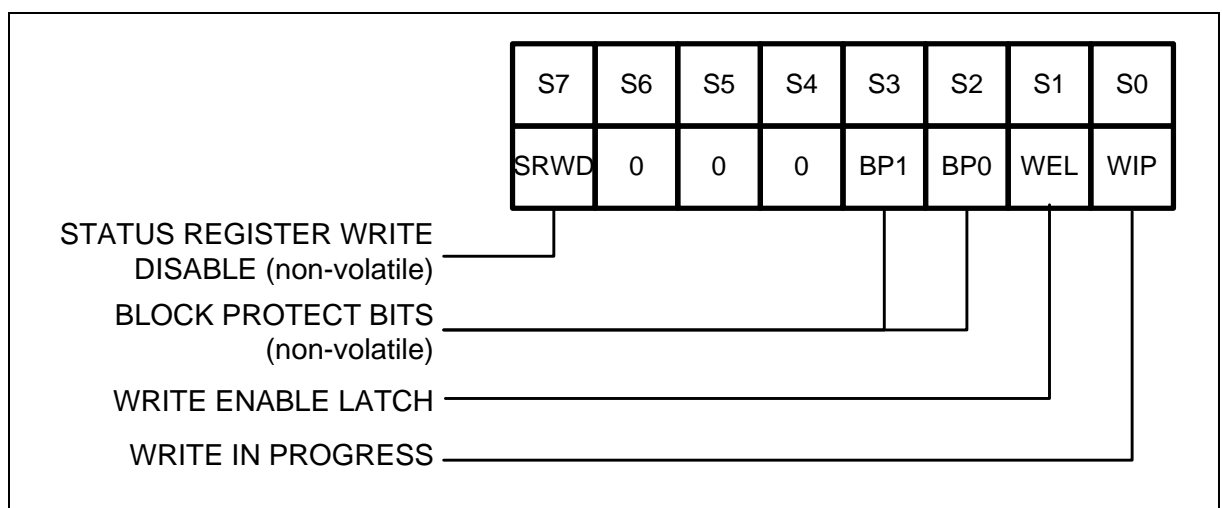 S7 S6 S5 S4 S3 S2 S1 S0
SRWD 0 0 0 BP1 BP0 WEL WIP
STATUS REGISTER WRITE
DISABLE (non-volatile)
BLOCK PROTECT BITS
(non-volatile)
WRITE ENABLE LATCH
WRITE IN PROGRESS